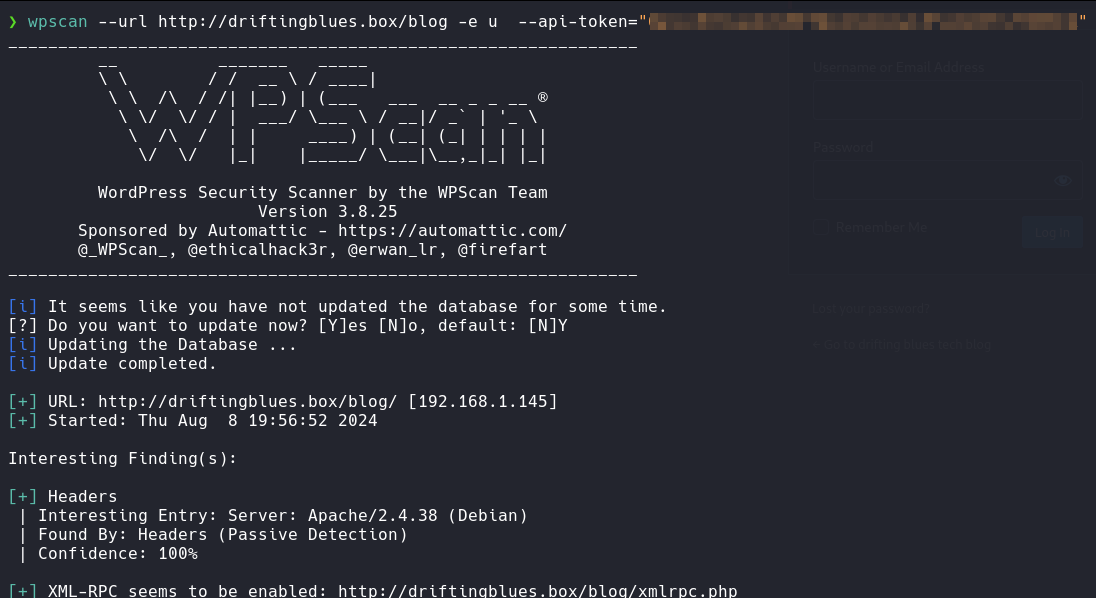 ❯ wpscan --url http://driftingblues.box/blog -e u  --api-token="
_______________________________________________________________
         __          _______   _____
         \ \        / /  __ \ / ____|
          \ \  /\  / /| |__) | (___   ___  __ _ _ __ ®
           \ \/  \/ / |  ___/ \___ \ / __|/ _` | '_ \
            \  /\  /  | |     ____) | (__| (_| | | | |
             \/  \/   |_|    |_____/ \___|\__,_|_| |_|
         WordPress Security Scanner by the WPScan Team
                         Version 3.8.25
       Sponsored by Automattic - https://automattic.com/
       @_WPScan_, @ethicalhack3r, @erwan_lr, @firefart
_______________________________________________________________
[i] It seems like you have not updated the database for some time.
[?] Do you want to update now? [Y]es [N]o, default: [N]Y
[i] Updating the Database ...
[i] Update completed.
[+] URL: http://driftingblues.box/blog/ [192.168.1.145]
[+] Started: Thu Aug  8 19:56:52 2024
Interesting Finding(s):
[+] Headers
 | Interesting Entry: Server: Apache/2.4.38 (Debian)
 | Found By: Headers (Passive Detection)
 | Confidence: 100%
[+] XML-RPC seems to be enabled: http://driftingblues.box/blog/xmlrpc.php
Username or Email Address
Password
Remember Me
Log In
Lost your password?
← Go to drifting blues tech blog